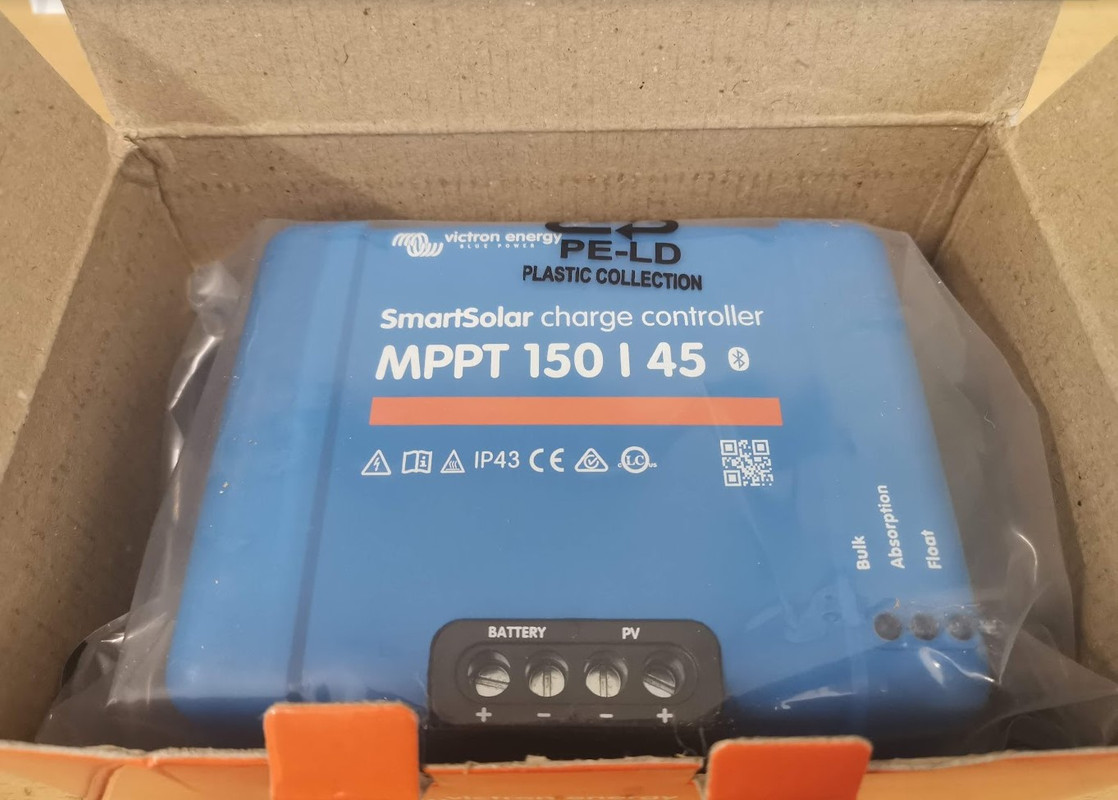 victron energy
BLUE POWER
PE-LD
PLASTIC COLLECTION
SmartSolar charge controller
MPPT 150 | 45
IP43 CE
Bulk
Absorption
Float
BATTERY PV
+ - - +